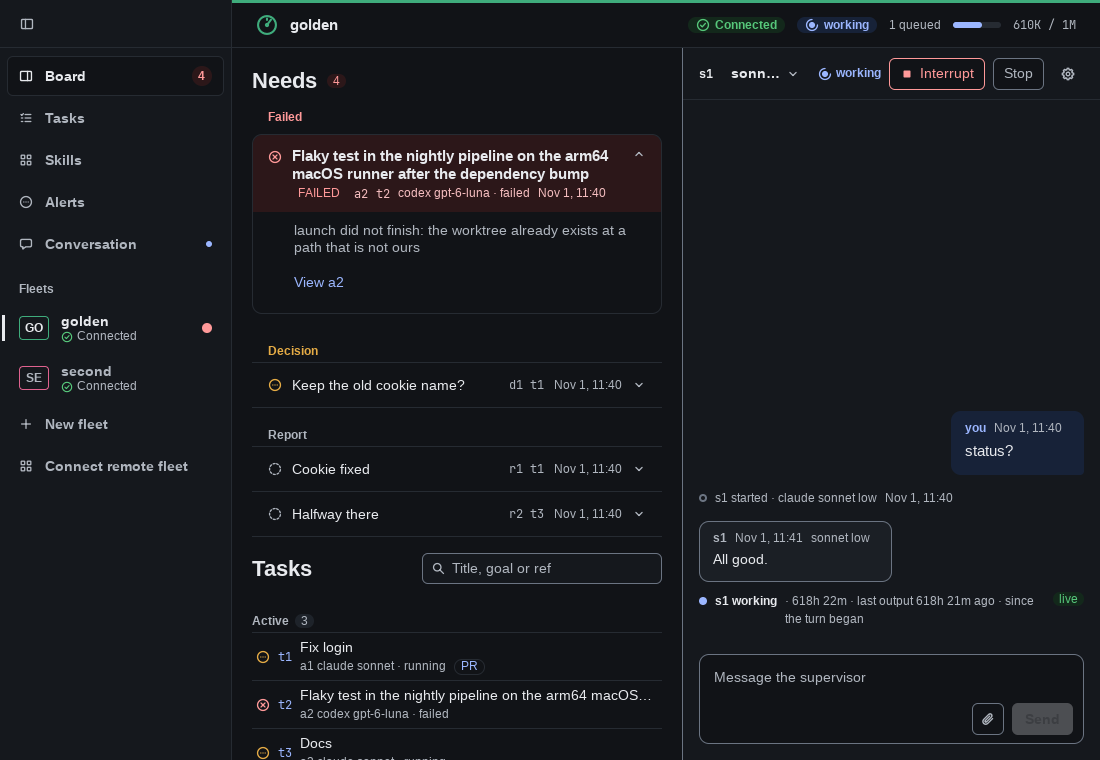 golden
Connected
working
1 queued
610K / 1M
Board
4
Tasks
Skills
Alerts
Conversation
Fleets
GO
golden
Connected
SE
second
Connected
New fleet
Connect remote fleet
Needs 4
Failed
Flaky test in the nightly pipeline on the arm64
macOS runner after the dependency bump
FAILED a2 t2 codex gpt-6-luna · failed Nov 1, 11:40
launch did not finish: the worktree already exists at a
path that is not ours
View a2
Decision
Keep the old cookie name? d1 t1 Nov 1, 11:40
Report
Cookie fixed r1 t1 Nov 1, 11:40
Halfway there r2 t3 Nov 1, 11:40
Tasks
Title, goal or ref
Active 3
t1 Fix login
a1 claude sonnet · running PR
t2 Flaky test in the nightly pipeline on the arm64 macOS…
a2 codex gpt-6-luna · failed
t3 Docs
s1 sonn… working Interrupt Stop
you Nov 1, 11:40
status?
s1 started · claude sonnet low Nov 1, 11:40
s1 Nov 1, 11:41 sonnet low
All good.
s1 working · 618h 22m · last output 618h 21m ago · since
the turn began
live
Message the supervisor
Send